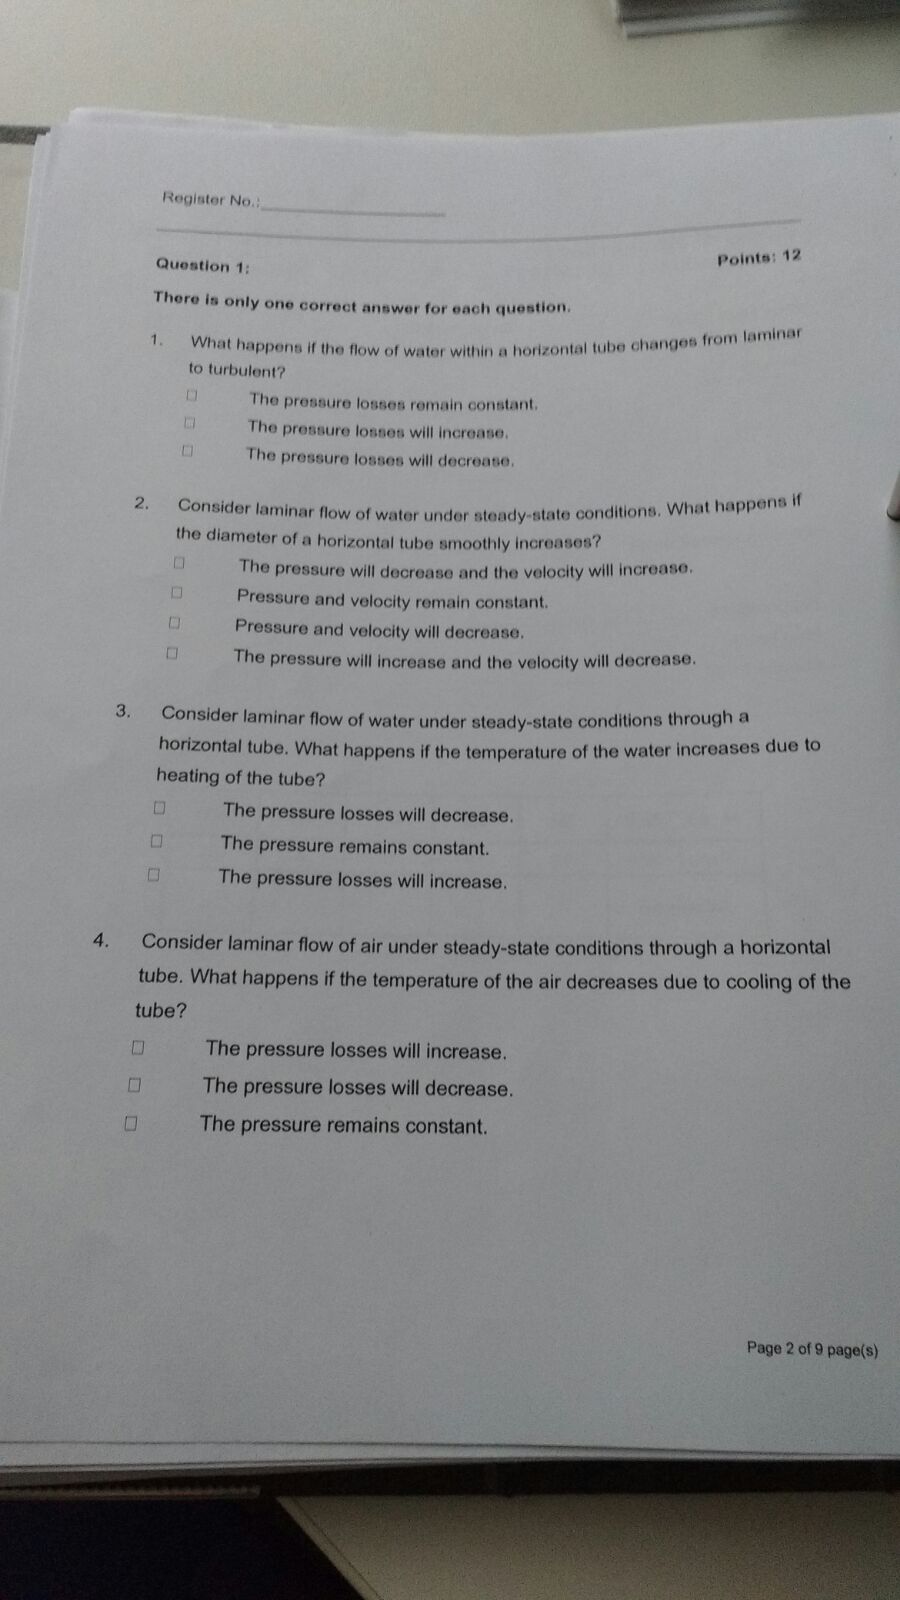 Register No.:
Question 1:
Points: 12
There is only one correct answer for each question.
1. What happens if the flow of water within a horizontal tube changes from laminar
to turbulent?
☐ The pressure losses remain constant.
☐ The pressure losses will increase.
☐ The pressure losses will decrease.
2. Consider laminar flow of water under steady-state conditions. What happens if
the diameter of a horizontal tube smoothly increases?
☐ The pressure will decrease and the velocity will increase.
☐ Pressure and velocity remain constant.
☐ Pressure and velocity will decrease.
☐ The pressure will increase and the velocity will decrease.
3. Consider laminar flow of water under steady-state conditions through a
horizontal tube. What happens if the temperature of the water increases due to
heating of the tube?
☐ The pressure losses will decrease.
☐ The pressure remains constant.
☐ The pressure losses will increase.
4. Consider laminar flow of air under steady-state conditions through a horizontal
tube. What happens if the temperature of the air decreases due to cooling of the
tube?
☐ The pressure losses will increase.
☐ The pressure losses will decrease.
☐ The pressure remains constant.
Page 2 of 9 page(s)